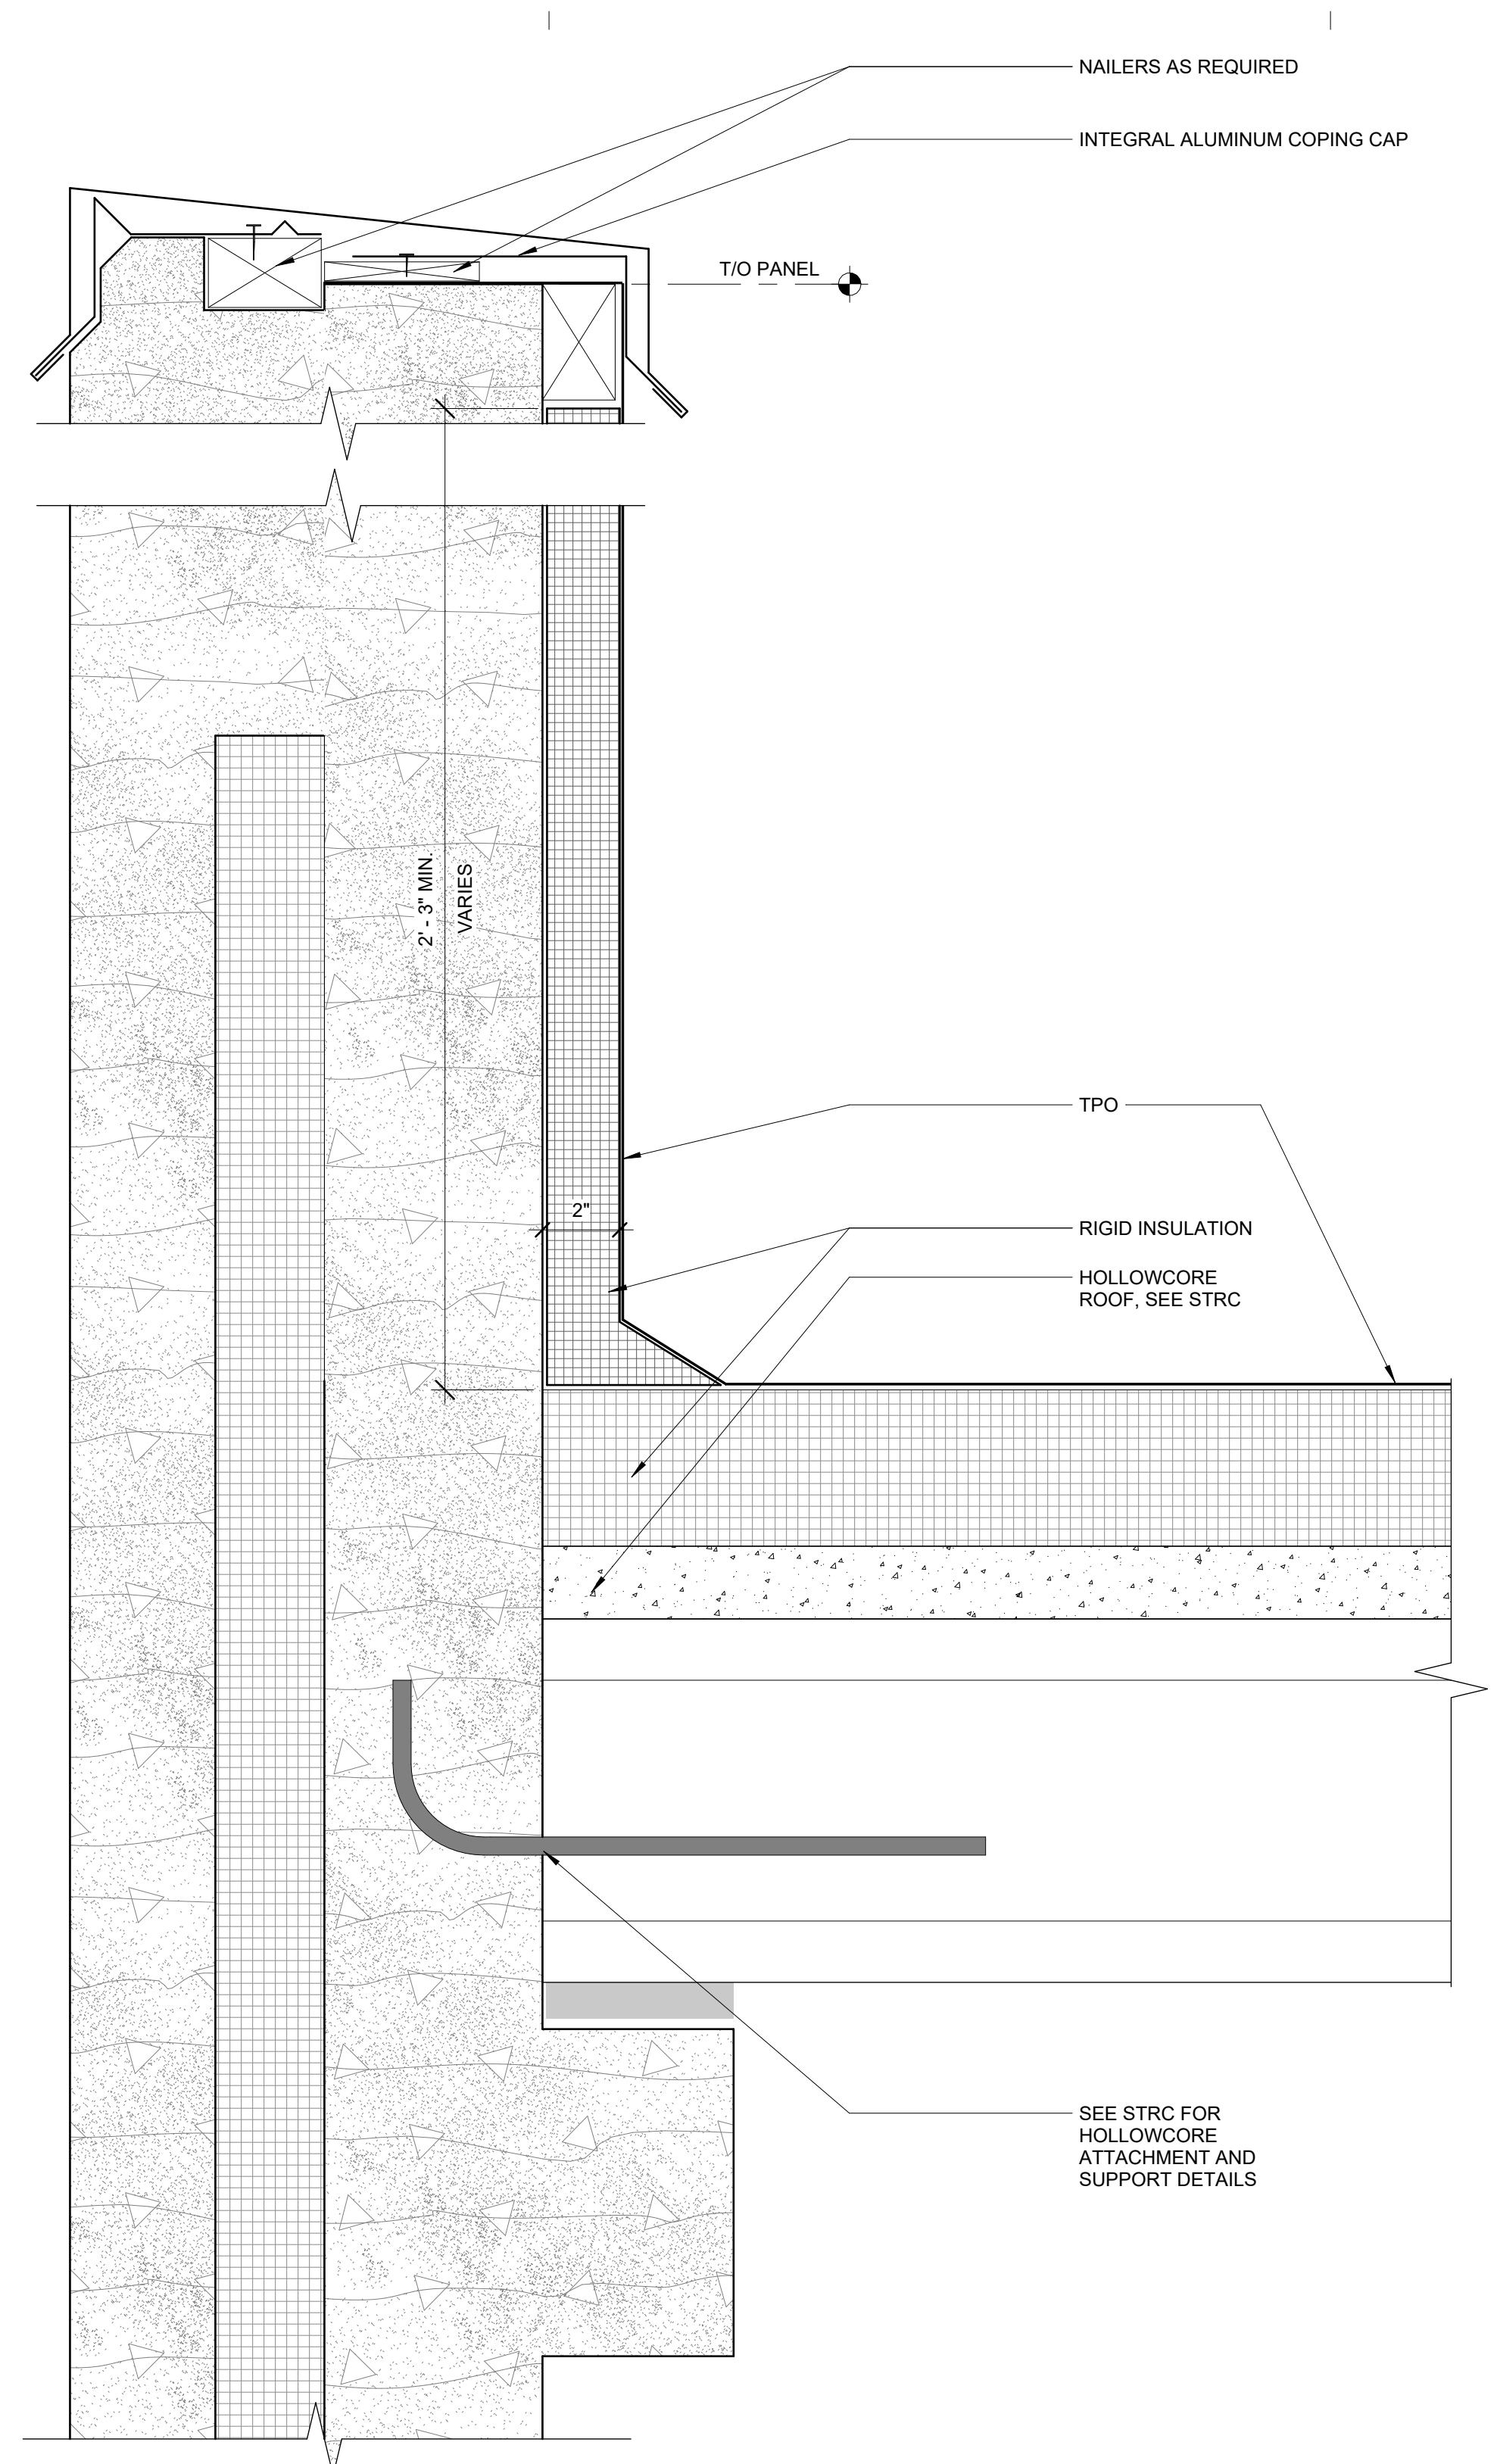 NAILERS AS REQUIRED
INTEGRAL ALUMINUM COPING CAP
T/O PANEL
2' - 3" MIN.
VARIES
TPO
2"
RIGID INSULATION
HOLLOWCORE
ROOF, SEE STRC
SEE STRC FOR
HOLLOWCORE
ATTACHMENT AND
SUPPORT DETAILS